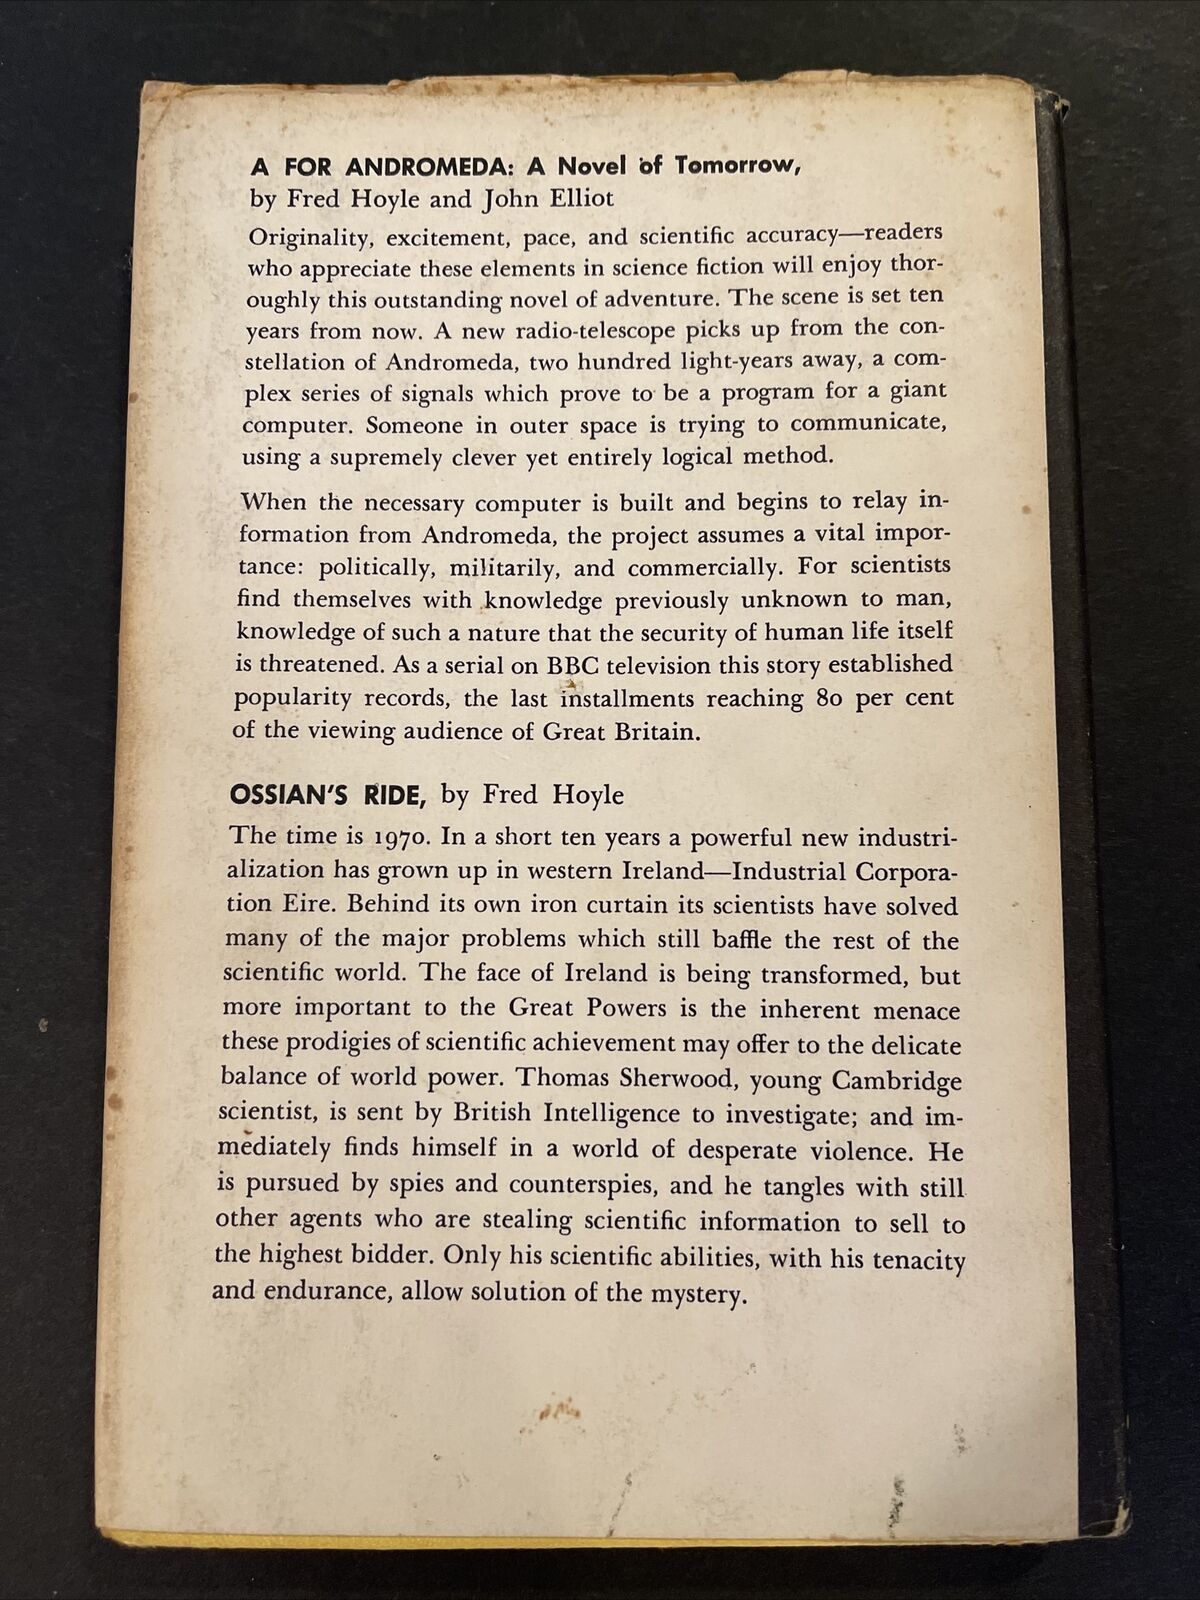 A FOR ANDROMEDA: A Novel of Tomorrow,
by Fred Hoyle and John Elliot
Originality, excitement, pace, and scientific accuracy—readers
who appreciate these elements in science fiction will enjoy thor-
oughly this outstanding novel of adventure. The scene is set ten
years from now. A new radio-telescope picks up from the con-
stellation of Andromeda, two hundred light-years away, a com-
plex series of signals which prove to be a program for a giant
computer. Someone in outer space is trying to communicate,
using a supremely clever yet entirely logical method.
When the necessary computer is built and begins to relay in-
formation from Andromeda, the project assumes a vital impor-
tance: politically, militarily, and commercially. For scientists
find themselves with knowledge previously unknown to man,
knowledge of such a nature that the security of human life itself
is threatened. As a serial on BBC television this story established
popularity records, the last installments reaching 80 per cent
of the viewing audience of Great Britain.
OSSIAN'S RIDE, by Fred Hoyle
The time is 1970. In a short ten years a powerful new industri-
alization has grown up in western Ireland—Industrial Corpora-
tion Eire. Behind its own iron curtain its scientists have solved
many of the major problems which still baffle the rest of the
scientific world. The face of Ireland is being transformed, but
more important to the Great Powers is the inherent menace
these prodigies of scientific achievement may offer to the delicate
balance of world power. Thomas Sherwood, young Cambridge
scientist, is sent by British Intelligence to investigate; and im-
mediately finds himself in a world of desperate violence. He
is pursued by spies and counterspies, and he tangles with still
other agents who are stealing scientific information to sell to
the highest bidder. Only his scientific abilities, with his tenacity
and endurance, allow solution of the mystery.